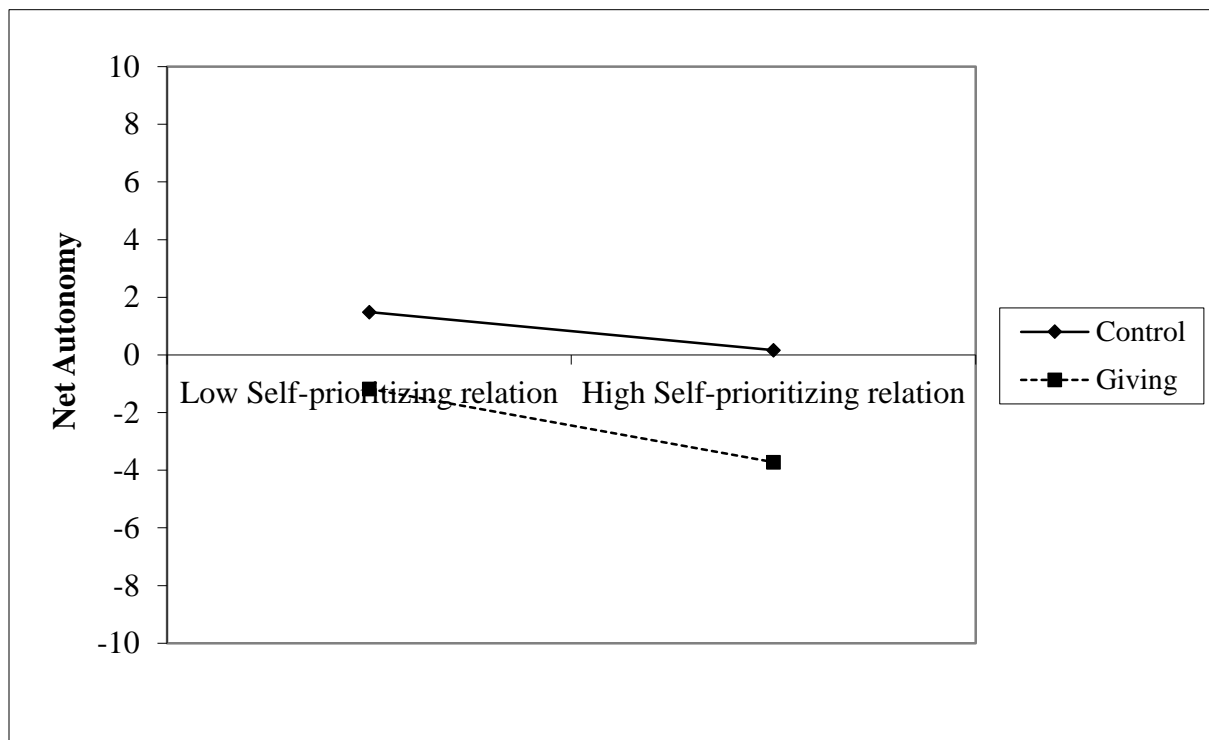 10
8
6
4
2
0
-2
-4
-6
-8
-10
Net Autonomy
Low Self-prioritizing relation
High Self-prioritizing relation
Control
Giving